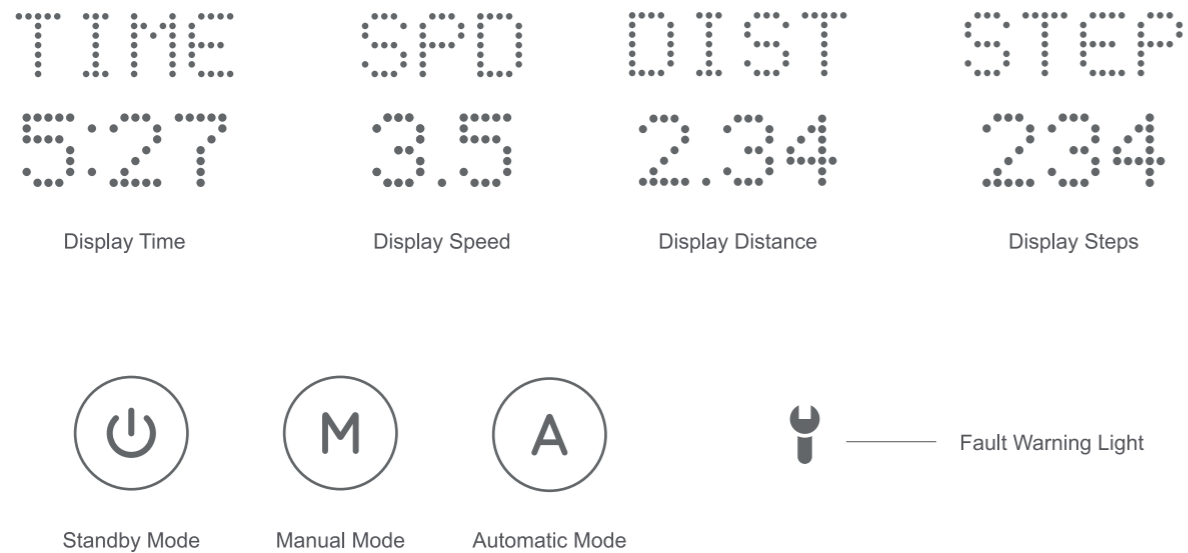 TIME SPD DIST STEP
5:27 3.5 2.34 234
Display Time Display Speed Display Distance Display Steps
M A
Fault Warning Light
Standby Mode Manual Mode Automatic Mode